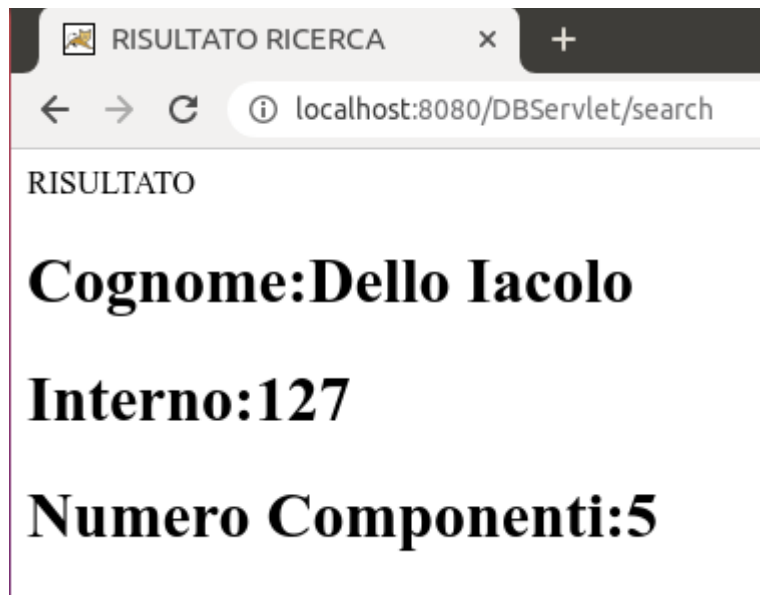 RISULTATO RICERCA
localhost:8080/DBServlet/search
RISULTATO
Cognome:Dello Iacolo
Interno:127
Numero Componenti:5